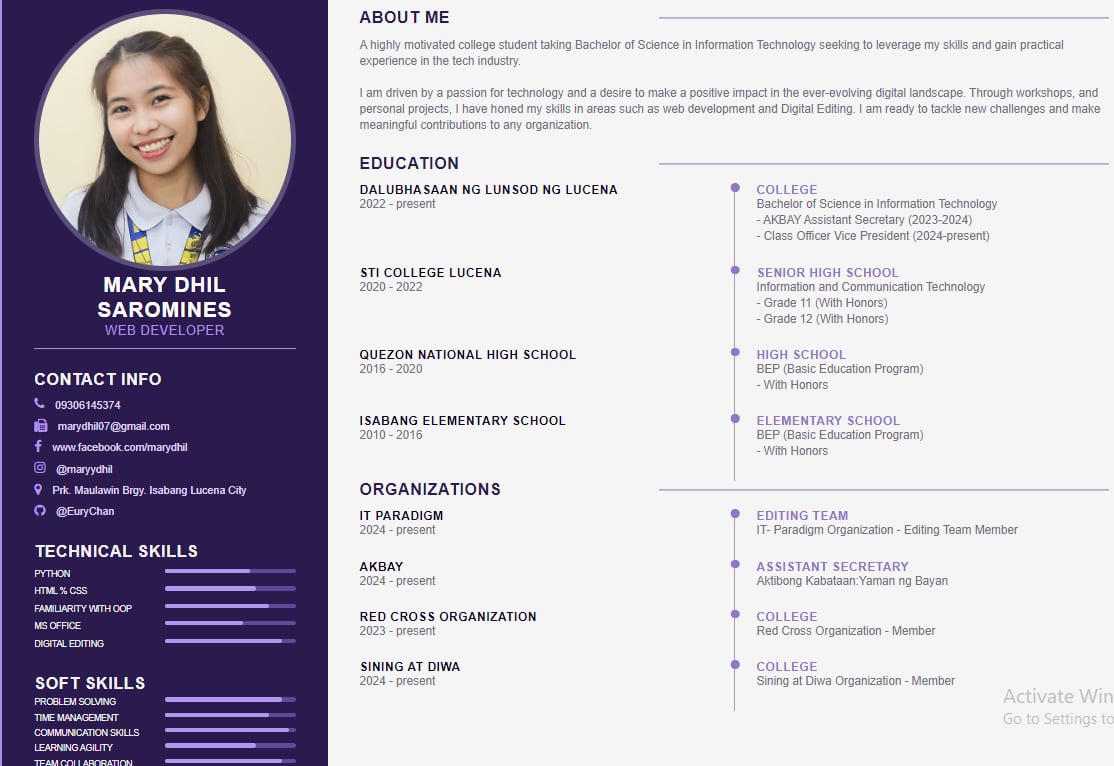 MARY DHIL
SAROMINES
WEB DEVELOPER
CONTACT INFO
09306145374
marydhil07@gmail.com
www.facebook.com/marydhil
@maryydhil
Prk. Maulawin Brgy. Isabang Lucena City
@EuryChan
TECHNICAL SKILLS
PYTHON
HTML % CSS
FAMILIARITY WITH OOP
MS OFFICE
DIGITAL EDITING
SOFT SKILLS
PROBLEM SOLVING
TIME MANAGEMENT
COMMUNICATION SKILLS
LEARNING AGILITY
TEAM COLLABORATION
ABOUT ME
A highly motivated college student taking Bachelor of Science in Information Technology seeking to leverage my skills and gain practical
experience in the tech industry.
I am driven by a passion for technology and a desire to make a positive impact in the ever-evolving digital landscape. Through workshops, and
personal projects, I have honed my skills in areas such as web development and Digital Editing. I am ready to tackle new challenges and make
meaningful contributions to any organization.
EDUCATION
DALUBHASAAN NG LUNSOD NG LUCENA
2022 - present
COLLEGE
Bachelor of Science in Information Technology
- AKBAY Assistant Secretary (2023-2024)
- Class Officer Vice President (2024-present)
STI COLLEGE LUCENA
2020 - 2022
SENIOR HIGH SCHOOL
Information and Communication Technology
- Grade 11 (With Honors)
- Grade 12 (With Honors)
QUEZON NATIONAL HIGH SCHOOL
2016 - 2020
HIGH SCHOOL
BEP (Basic Education Program)
- With Honors
ISABANG ELEMENTARY SCHOOL
2010 - 2016
ELEMENTARY SCHOOL
BEP (Basic Education Program)
- With Honors
ORGANIZATIONS
IT PARADIGM
2024 - present
EDITING TEAM
IT- Paradigm Organization - Editing Team Member
AKBAY
2024 - present
ASSISTANT SECRETARY
Aktibong Kabataan:Yaman ng Bayan
RED CROSS ORGANIZATION
2023 - present
COLLEGE
Red Cross Organization - Member
SINING AT DIWA
2024 - present
COLLEGE
Sining at Diwa Organization - Member
Activate Win
Go to Settings to